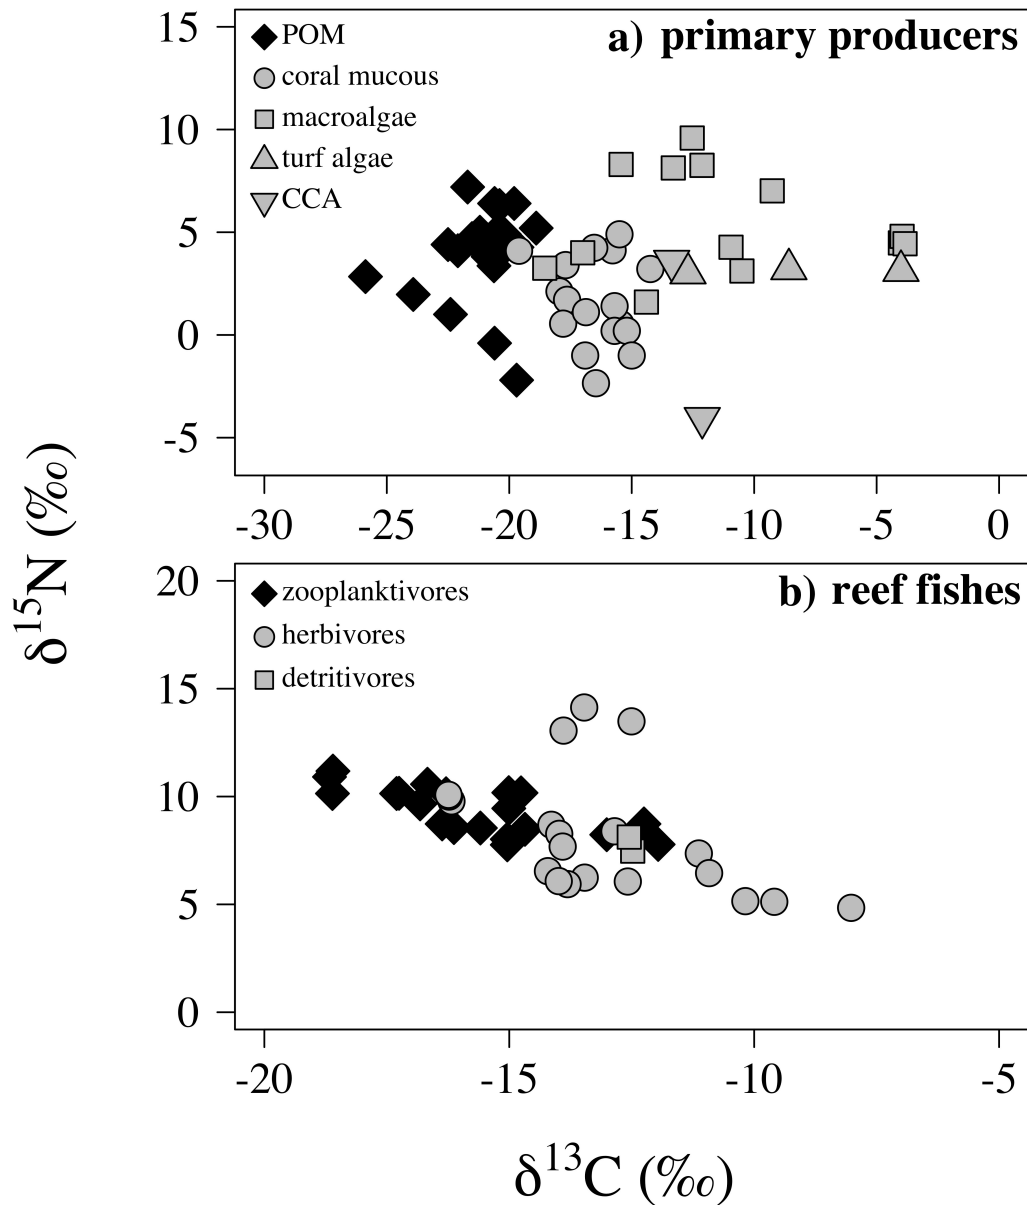 a) primary producers
POM
coral mucous
macroalgae
turf algae
CCA
15
10
5
0
-5
-30 -25 -20 -15 -10 -5 0
b) reef fishes
zooplanktivores
herbivores
detritivores
20
15
10
5
0
-20 -15 -10 -5
δ¹⁵N (‰)
δ¹³C (‰)